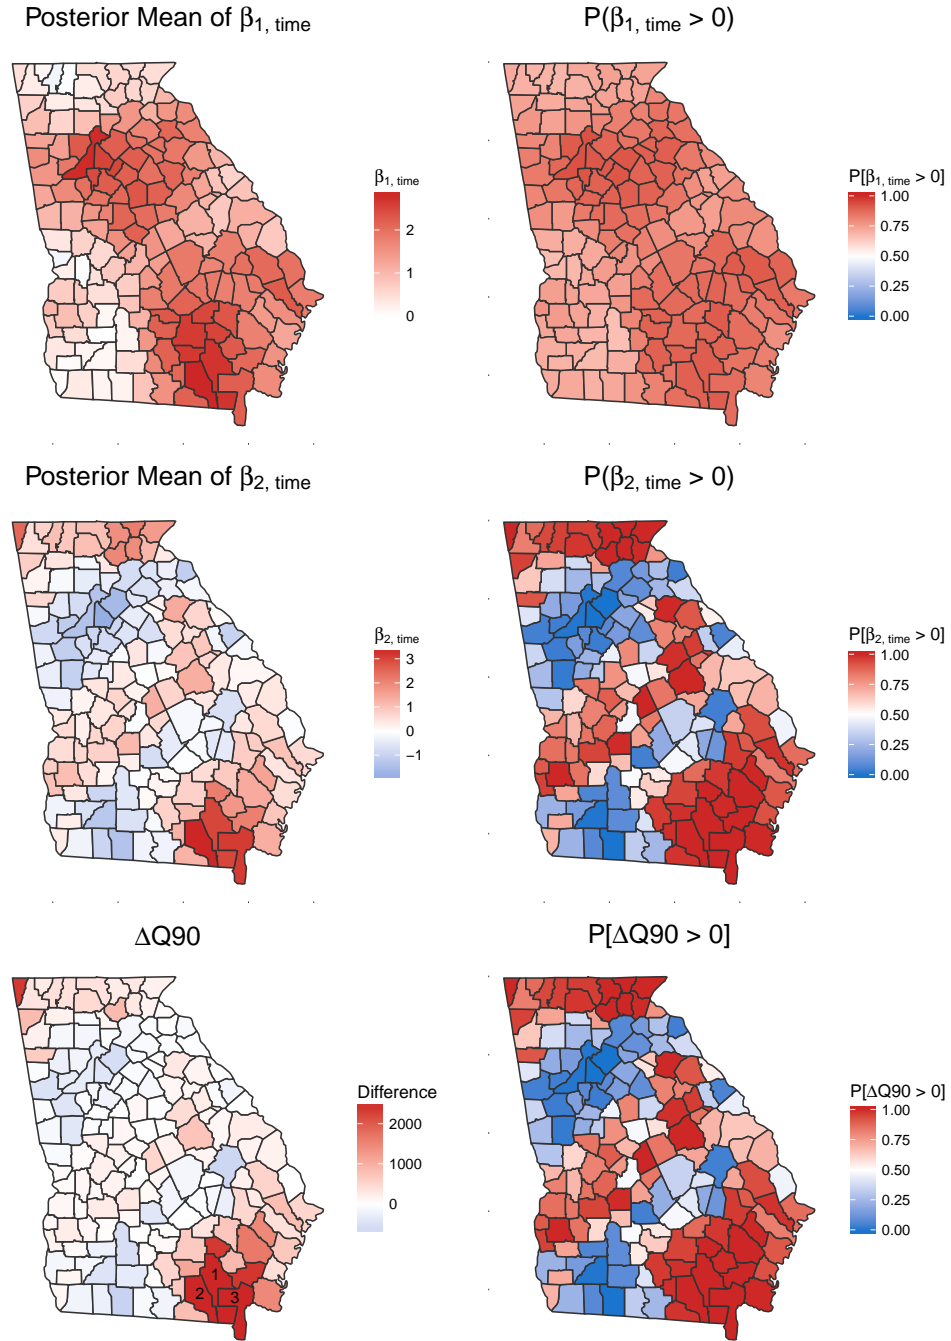 Posterior Mean of β1, time
P(β1, time > 0)
β1, time
2
1
0
P[β1, time > 0]
1.00
0.75
0.50
0.25
0.00
Posterior Mean of β2, time
P(β2, time > 0)
β2, time
3
2
1
0
−1
P[β2, time > 0]
1.00
0.75
0.50
0.25
0.00
ΔQ90
P[ΔQ90 > 0]
Difference
2000
1000
0
P[ΔQ90 > 0]
1.00
0.75
0.50
0.25
0.00
1
2
3